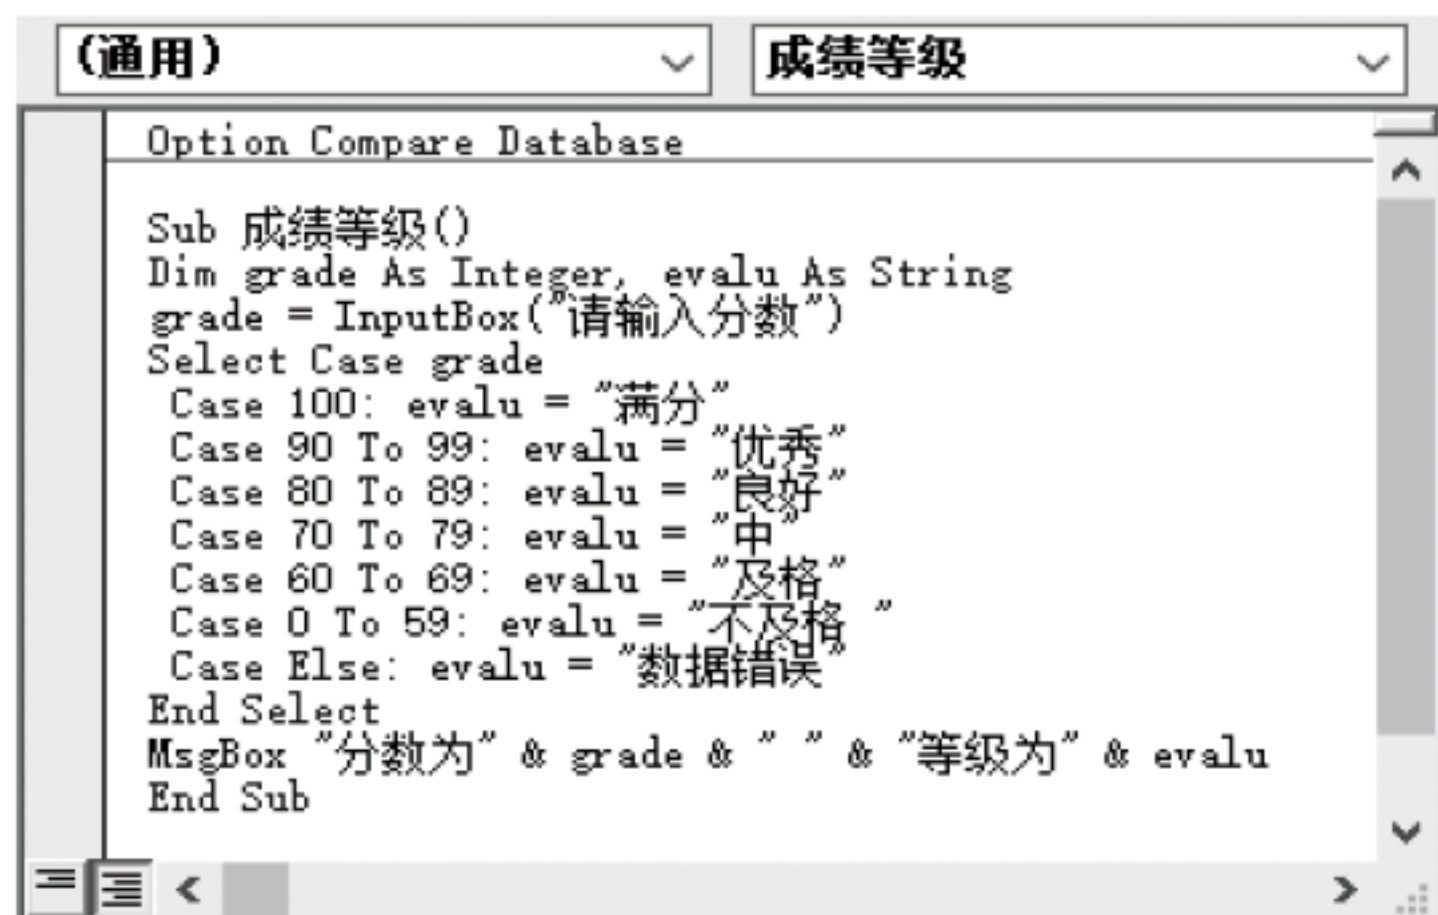 (通用)
成绩等级
Option Compare Database
Sub 成绩等级()
Dim grade As Integer, evalu As String
grade = InputBox("请输入分数")
Select Case grade
Case 100: evalu = "满分"
Case 90 To 99: evalu = "优秀"
Case 80 To 89: evalu = "良好"
Case 70 To 79: evalu = "中"
Case 60 To 69: evalu = "及格"
Case 0 To 59: evalu = "不及格 "
Case Else: evalu = "数据错误"
End Select
MsgBox "分数为" & grade & " " & "等级为" & evalu
End Sub